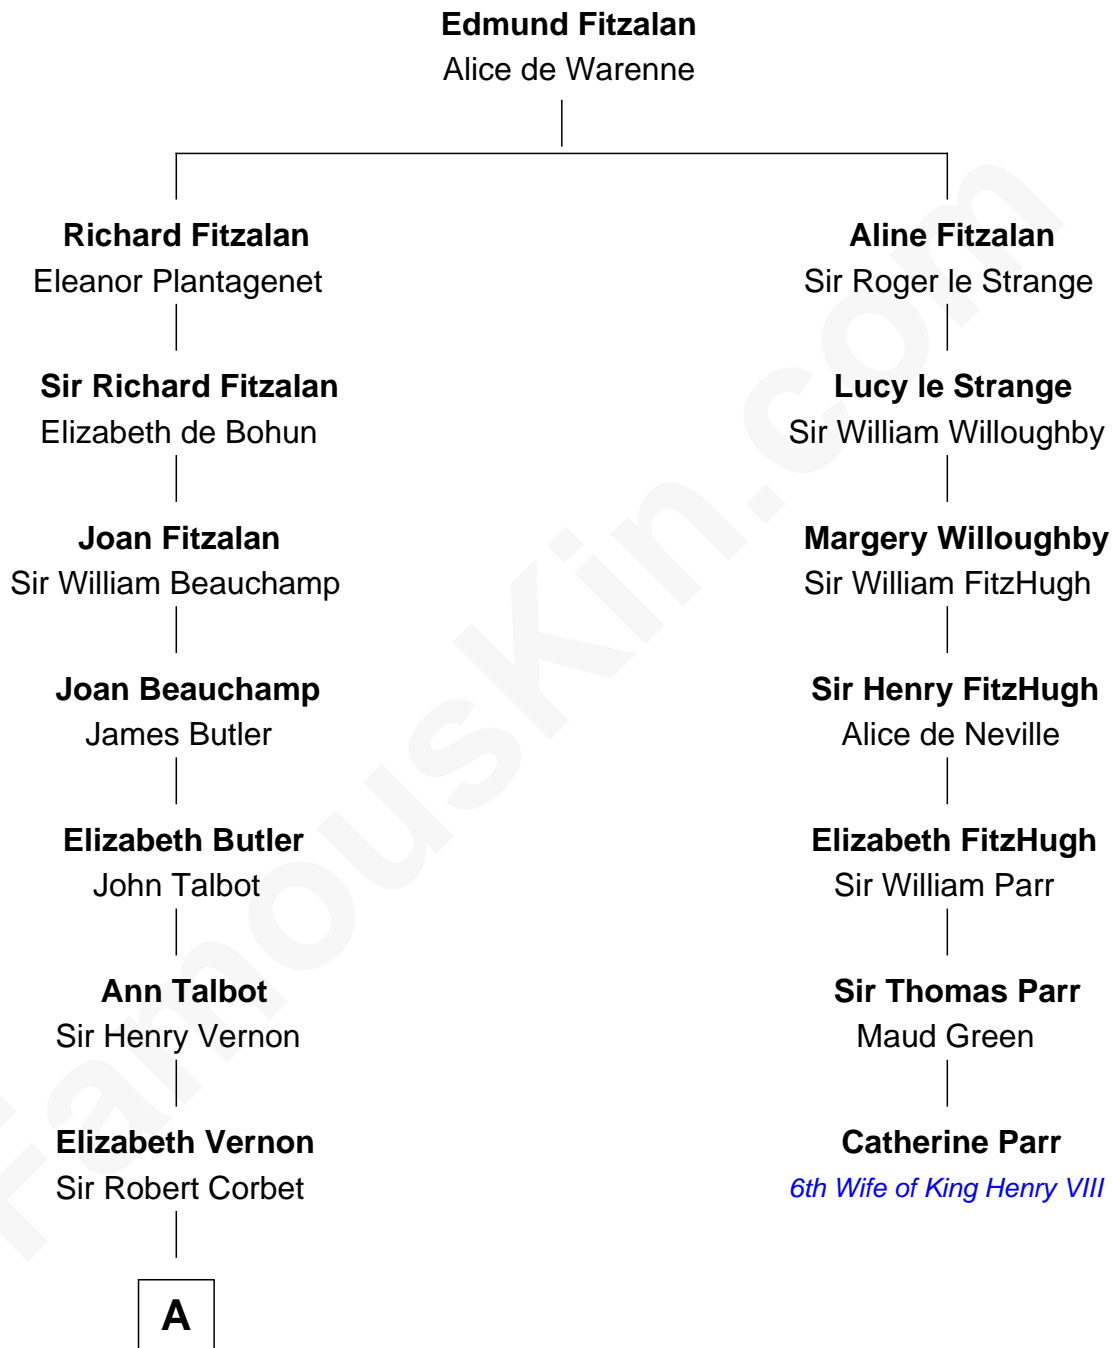 Edmund Fitzalan
Alice de Warenne
Richard Fitzalan
Eleanor Plantagenet
Aline Fitzalan
Sir Roger le Strange
Sir Richard Fitzalan
Elizabeth de Bohun
Lucy le Strange
Sir William Willoughby
Joan Fitzalan
Sir William Beauchamp
Margery Willoughby
Sir William FitzHugh
Joan Beauchamp
James Butler
Sir Henry FitzHugh
Alice de Neville
Elizabeth Butler
John Talbot
Elizabeth FitzHugh
Sir William Parr
Ann Talbot
Sir Henry Vernon
Sir Thomas Parr
Maud Green
Elizabeth Vernon
Sir Robert Corbet
Catherine Parr
6th Wife of King Henry VIII
A
FamousKin.com